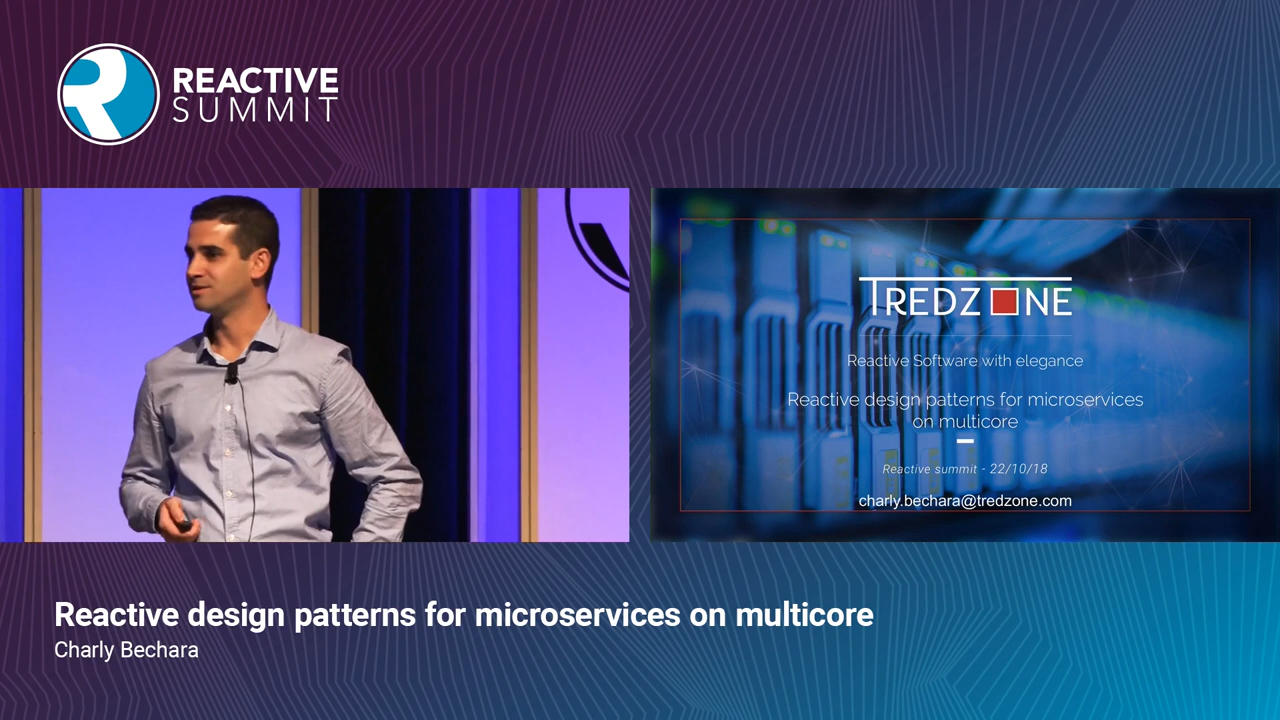 REACTIVE
SUMMIT
TREDZONE
Reactive Software with elegance
Reactive design patterns for microservices
on multicore
Reactive summit - 22/10/18
charly.bechara@tredzone.com
Reactive design patterns for microservices on multicore
Charly Bechara